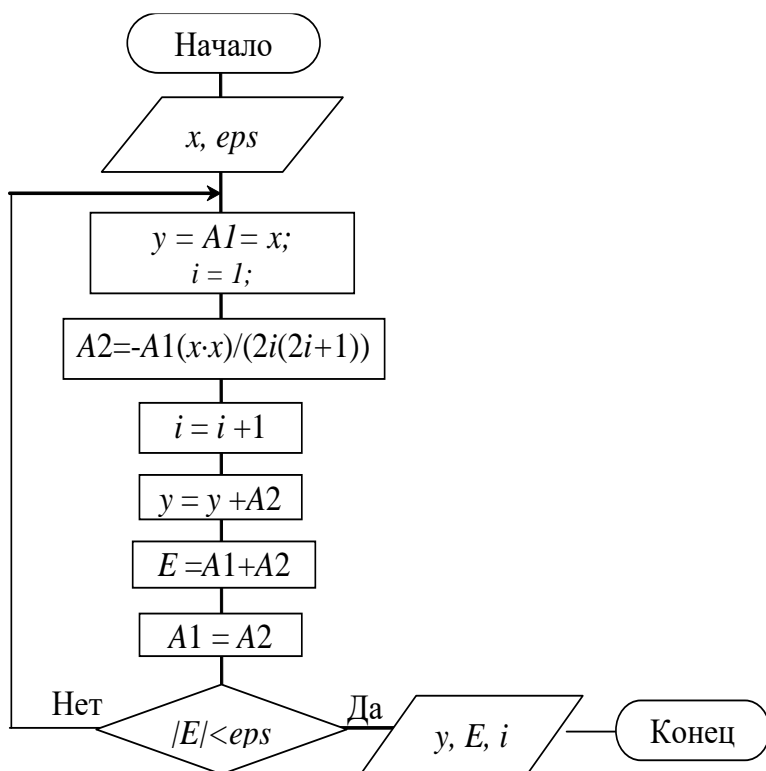 Начало
x, eps
y = A1= x;
i = 1;
A2=-A1(x·x)/(2i(2i+1))
i = i +1
y = y +A2
E =A1+A2
A1 = A2
Нет
|E|<eps
Да
y, E, i
Конец